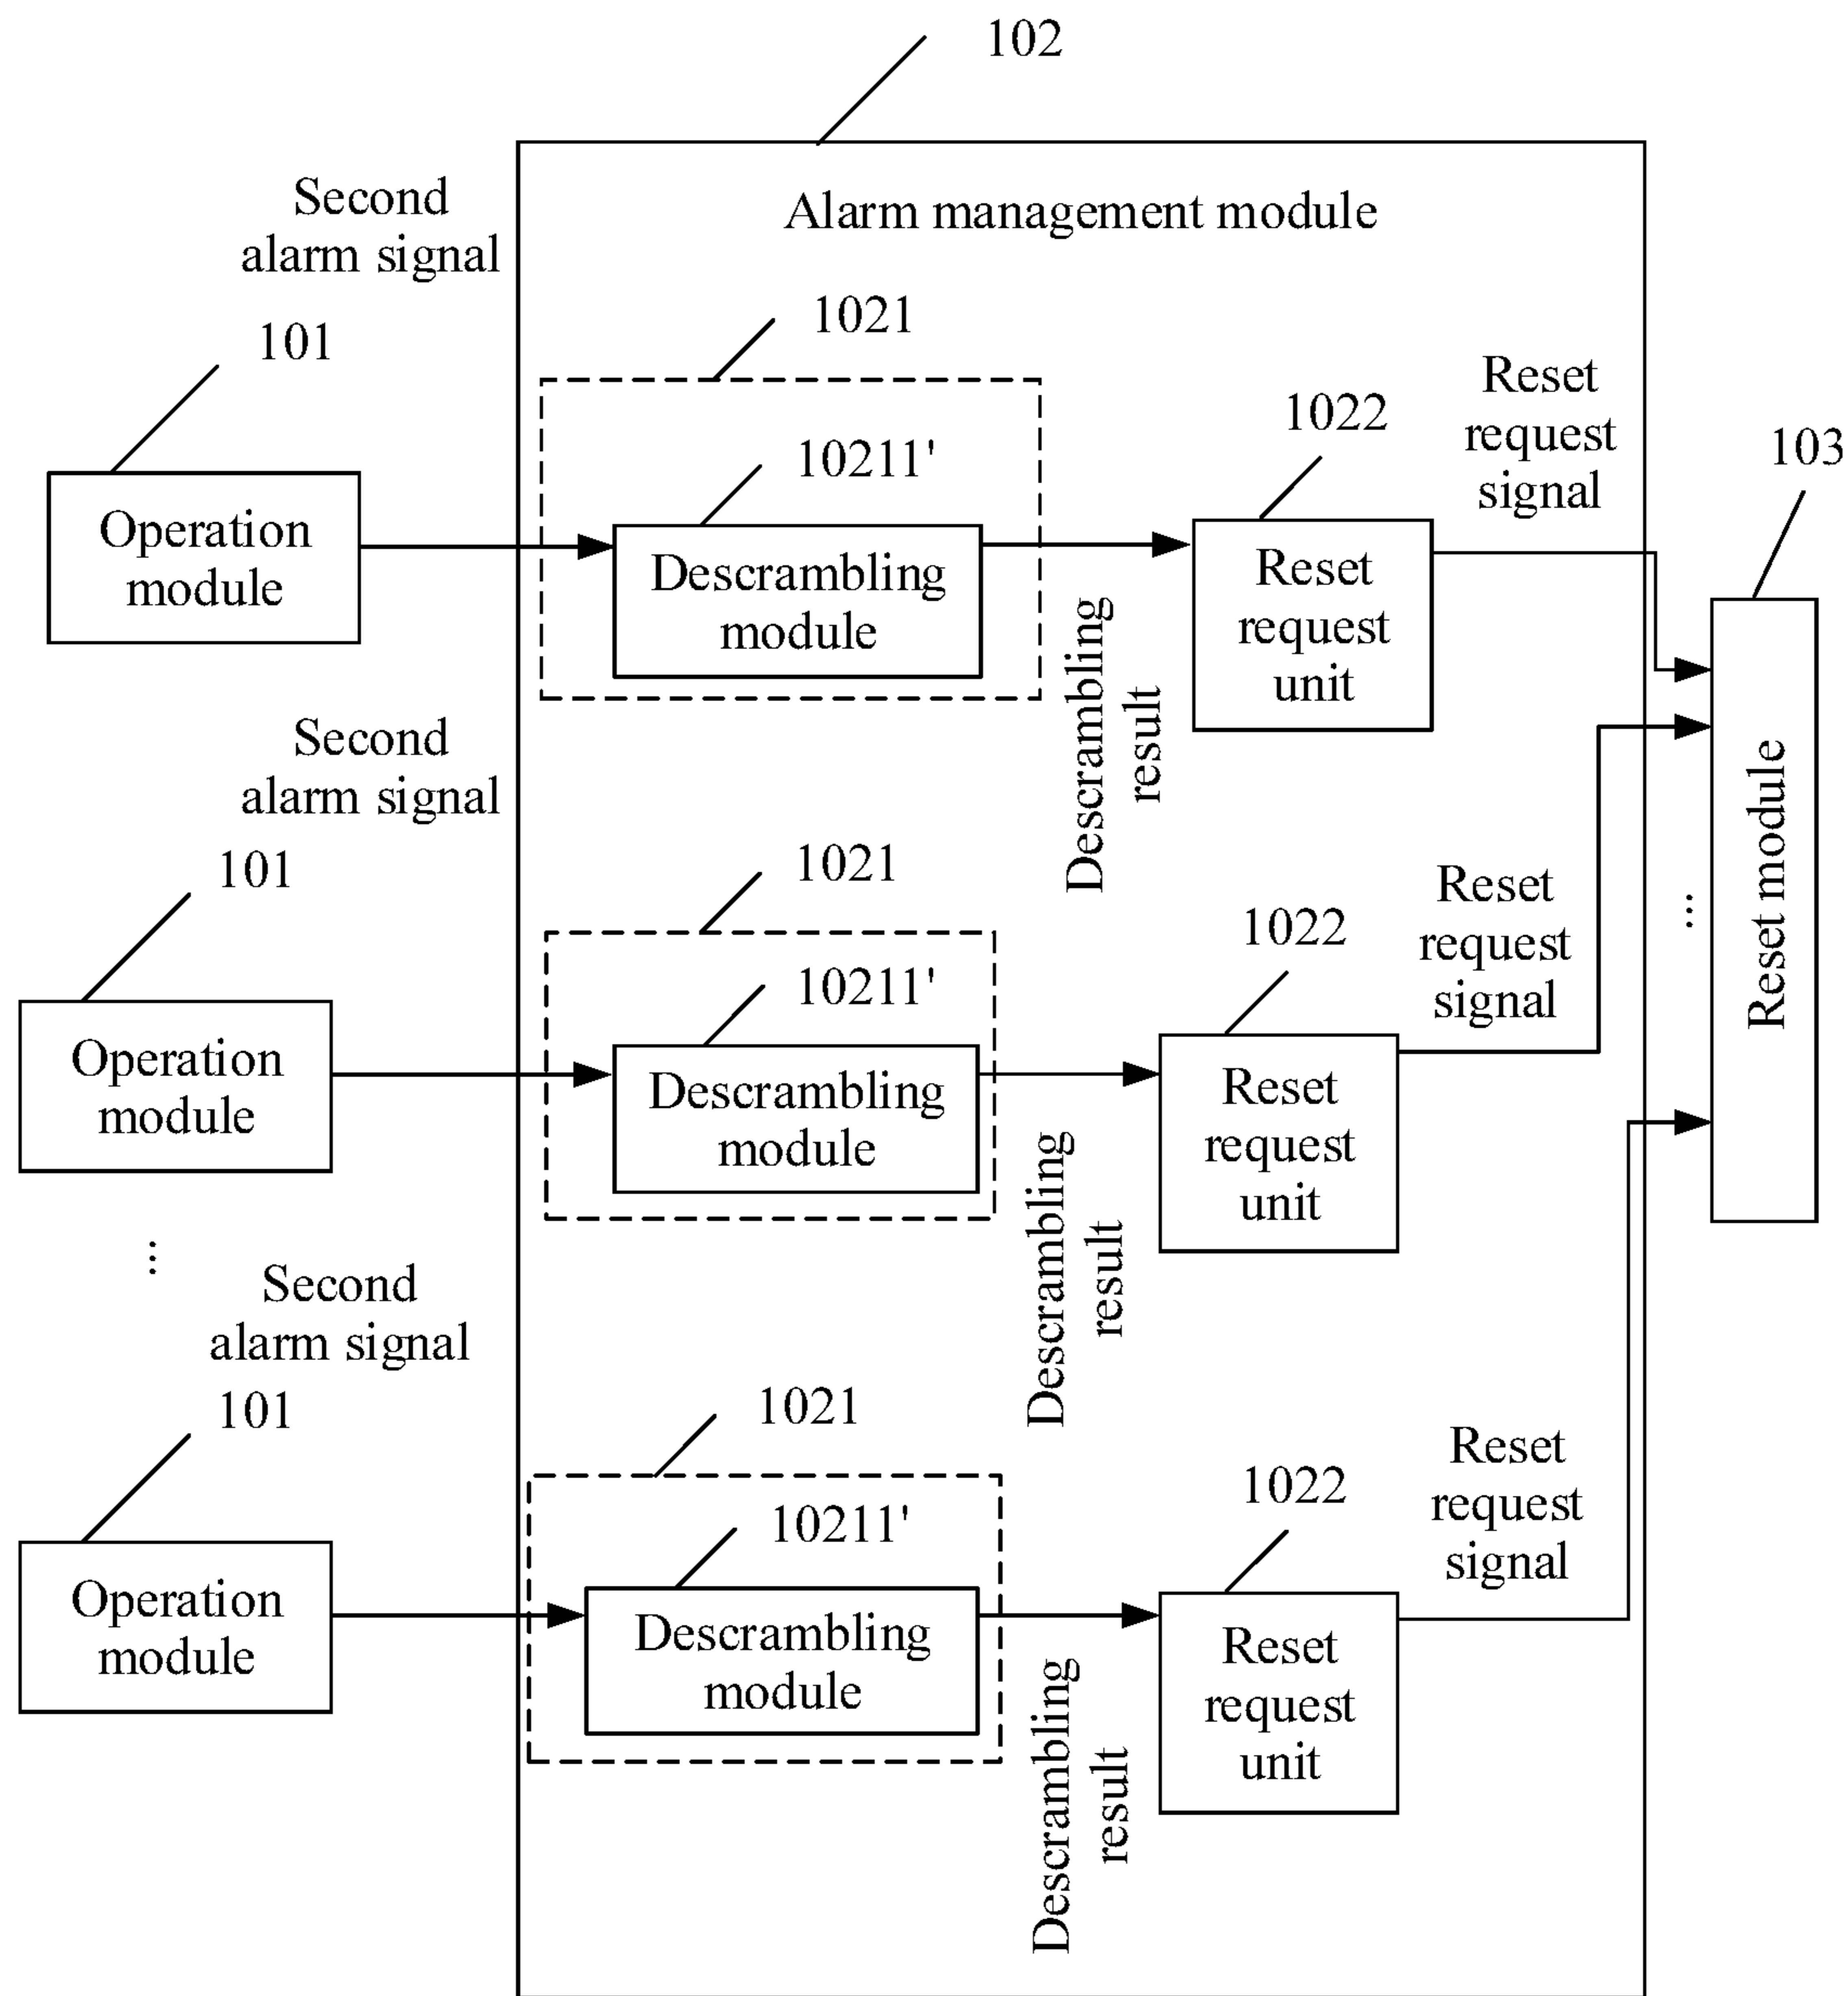 102
Second
alarm signal
Alarm management module
101
1021
10211'
1022
Reset
request
signal
103
Operation
module
Descrambling
module
Descrambling
result
Reset
request
unit
Reset module
...
Second
alarm signal
101
1021
10211'
1022
Reset
request
signal
Operation
module
Descrambling
module
Descrambling
result
Reset
request
unit
...
Second
alarm signal
101
1021
10211'
1022
Reset
request
signal
Operation
module
Descrambling
module
Descrambling
result
Reset
request
unit